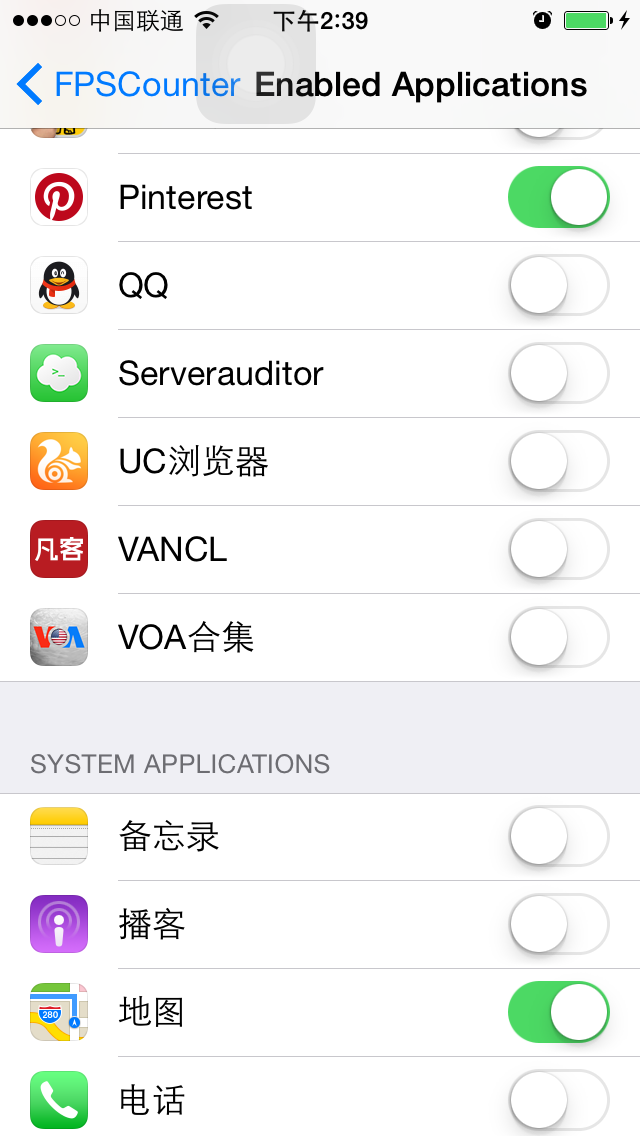 中国联通 下午2:39
FPSCounter Enabled Applications
Pinterest
QQ
>_
Serverauditor
UC浏览器
凡客
VANCL
VOA
VOA合集
SYSTEM APPLICATIONS
备忘录
播客
280
地图
电话